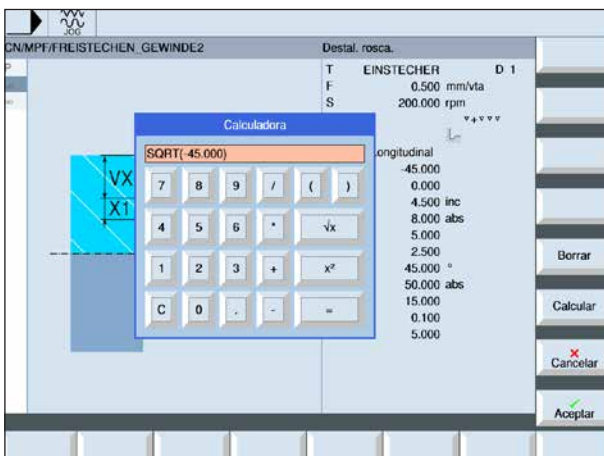 JOG
CN/MPF/FREISTECHEN_GEWINDE2
Destal. rosca.
T EINSTECHER D 1
F 0.500 mm/vta
S 200.000 rpm
Calculadora
SQRT(-45.000)
ongitudinal
-45.000
0.000
4.500 inc
8.000 abs
5.000
2.500
45.000 °
50.000 abs
15.000
0.100
5.000
VX
X1
7 8 9 / ( )
4 5 6 * √x
1 2 3 + x²
C 0 . - =
Borrar
Calcular
Cancelar
Aceptar